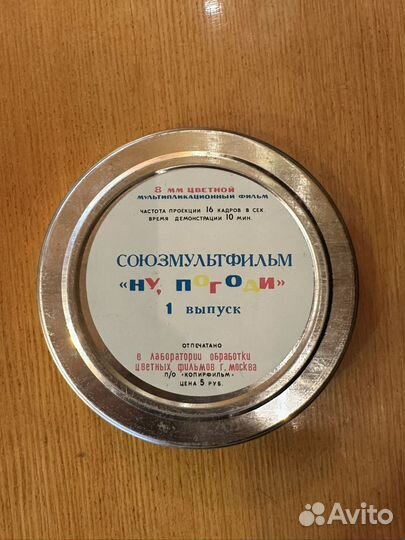 8 мм ЦВЕТНОЙ
МУЛЬТИПЛИКАЦИОННЫЙ ФИЛЬМ
ЧАСТОТА ПРОЕКЦИИ 16 КАДРОВ В СЕК
ВРЕМЯ ДЕМОНСТРАЦИИ 10 МИН.
СОЮЗМУЛЬТФИЛЬМ
«НУ, ПОГОДИ»
1 выпуск
ОТПЕЧАТАНО
в лаборатории обработки
цветных фильмов г. москва
П/О «КОПИРФИЛЬМ»
ЦЕНА 5 РУБ.
Avito